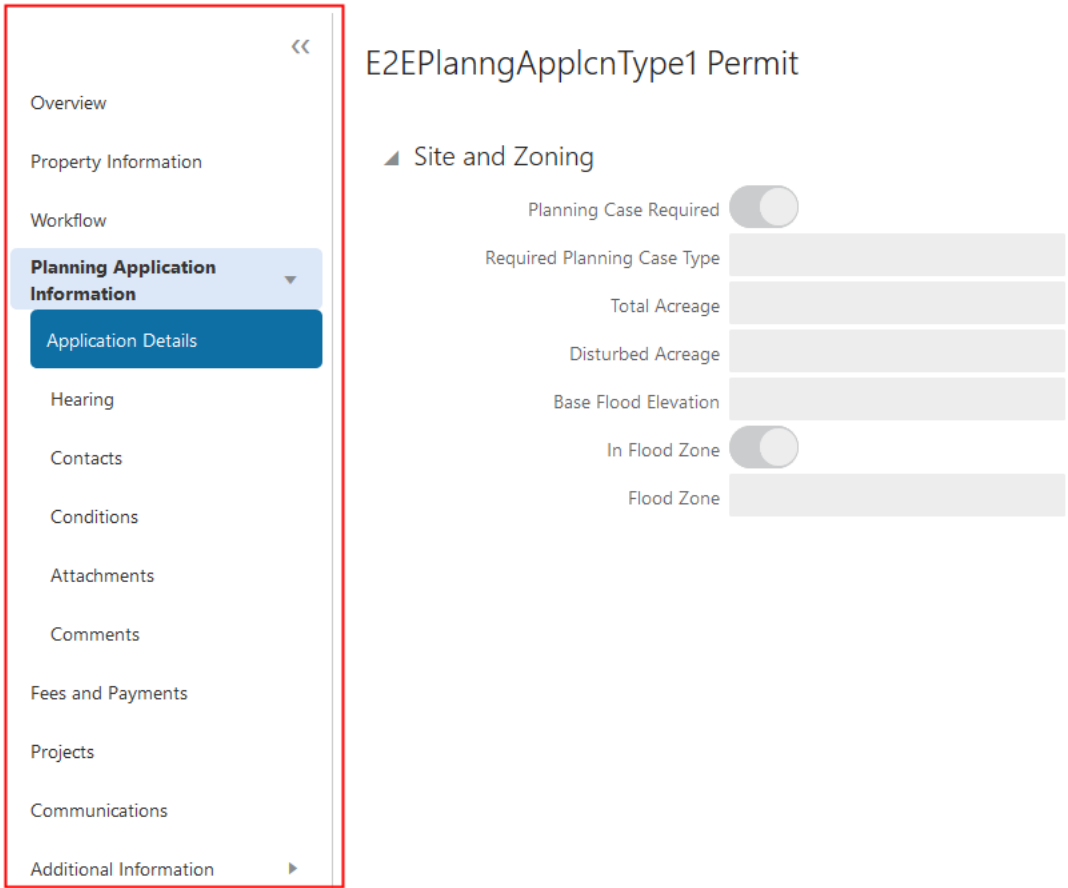 Overview
Property Information
Workflow
Planning Application
Information
Application Details
Hearing
Contacts
Conditions
Attachments
Comments
Fees and Payments
Projects
Communications
Additional Information
E2EPlanngApplcnType1 Permit
Site and Zoning
Planning Case Required
Required Planning Case Type
Total Acreage
Disturbed Acreage
Base Flood Elevation
In Flood Zone
Flood Zone